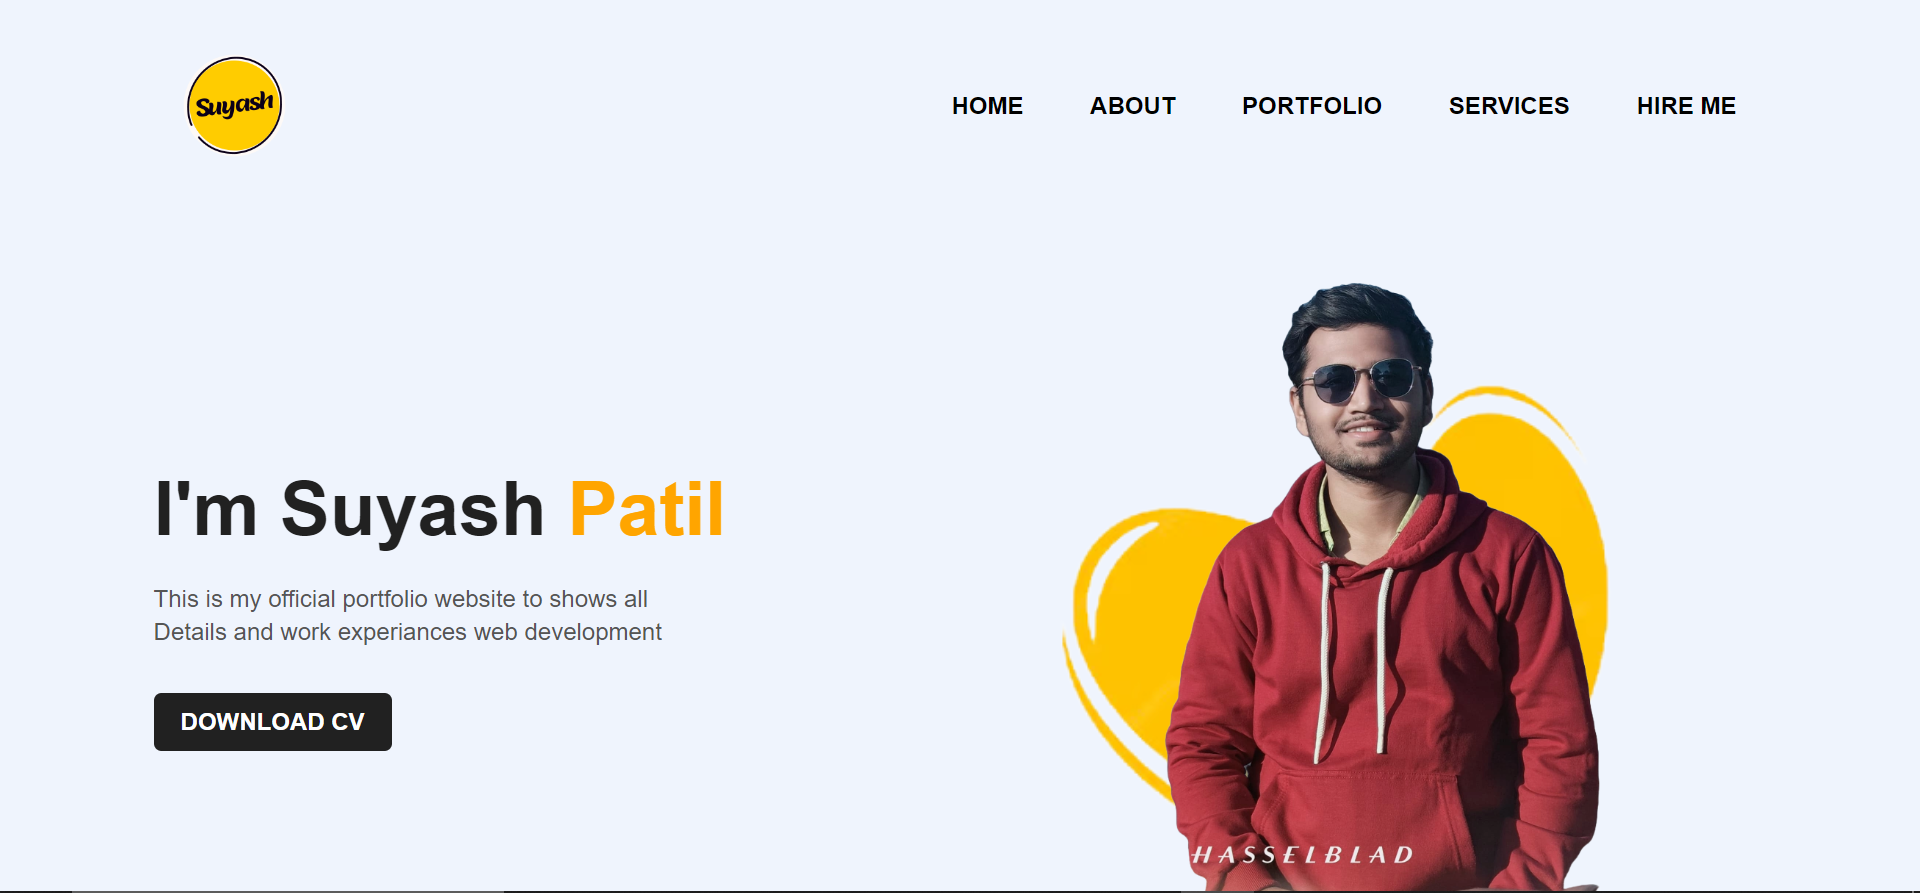 Suyash
HOME ABOUT PORTFOLIO SERVICES HIRE ME
I'm Suyash Patil
This is my official portfolio website to shows all
Details and work experiances web development
DOWNLOAD CV
HASSELBLAD